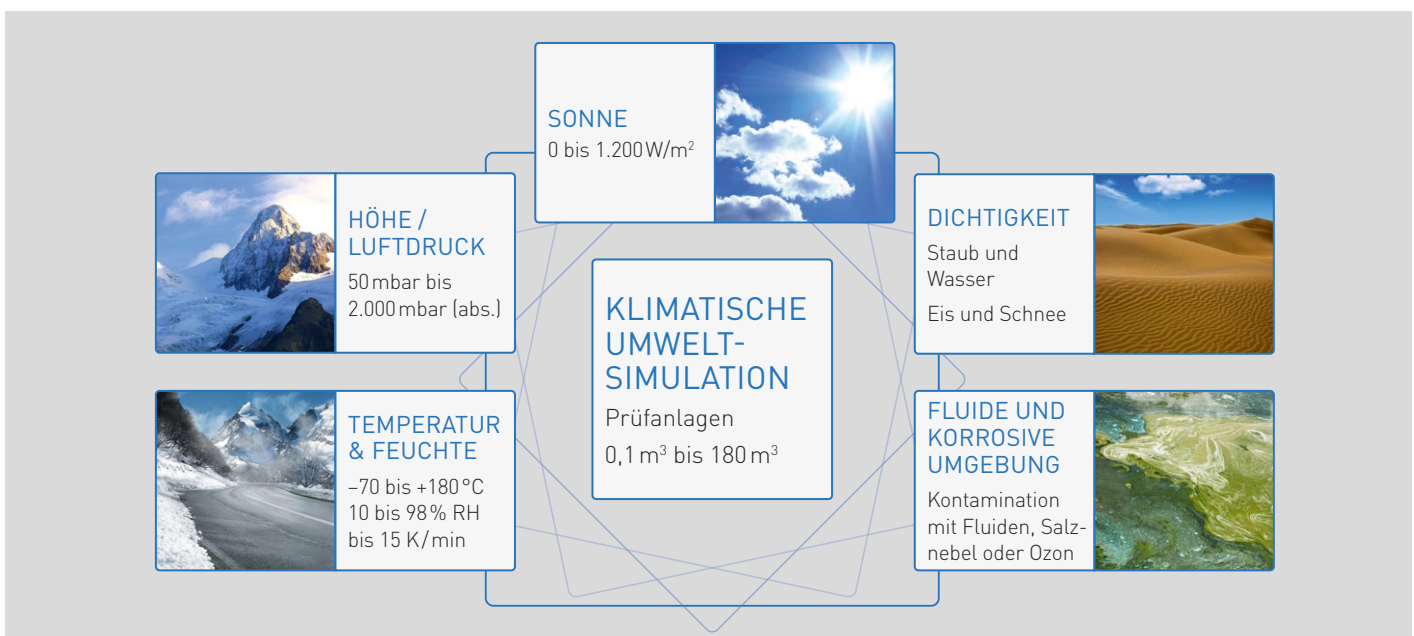 SONNE
0 bis 1.200 W/m²
HÖHE /
LUFTDRUCK
50 mbar bis
2.000 mbar (abs.)
DICHTIGKEIT
Staub und
Wasser
Eis und Schnee
KLIMATISCHE
UMWELT-
SIMULATION
Prüfanlagen
0,1 m³ bis 180 m³
TEMPERATUR
& FEUCHTE
–70 bis +180 °C
10 bis 98 % RH
bis 15 K/min
FLUIDE UND
KORROSIVE
UMGEBUNG
Kontamination
mit Fluiden, Salz-
nebel oder Ozon